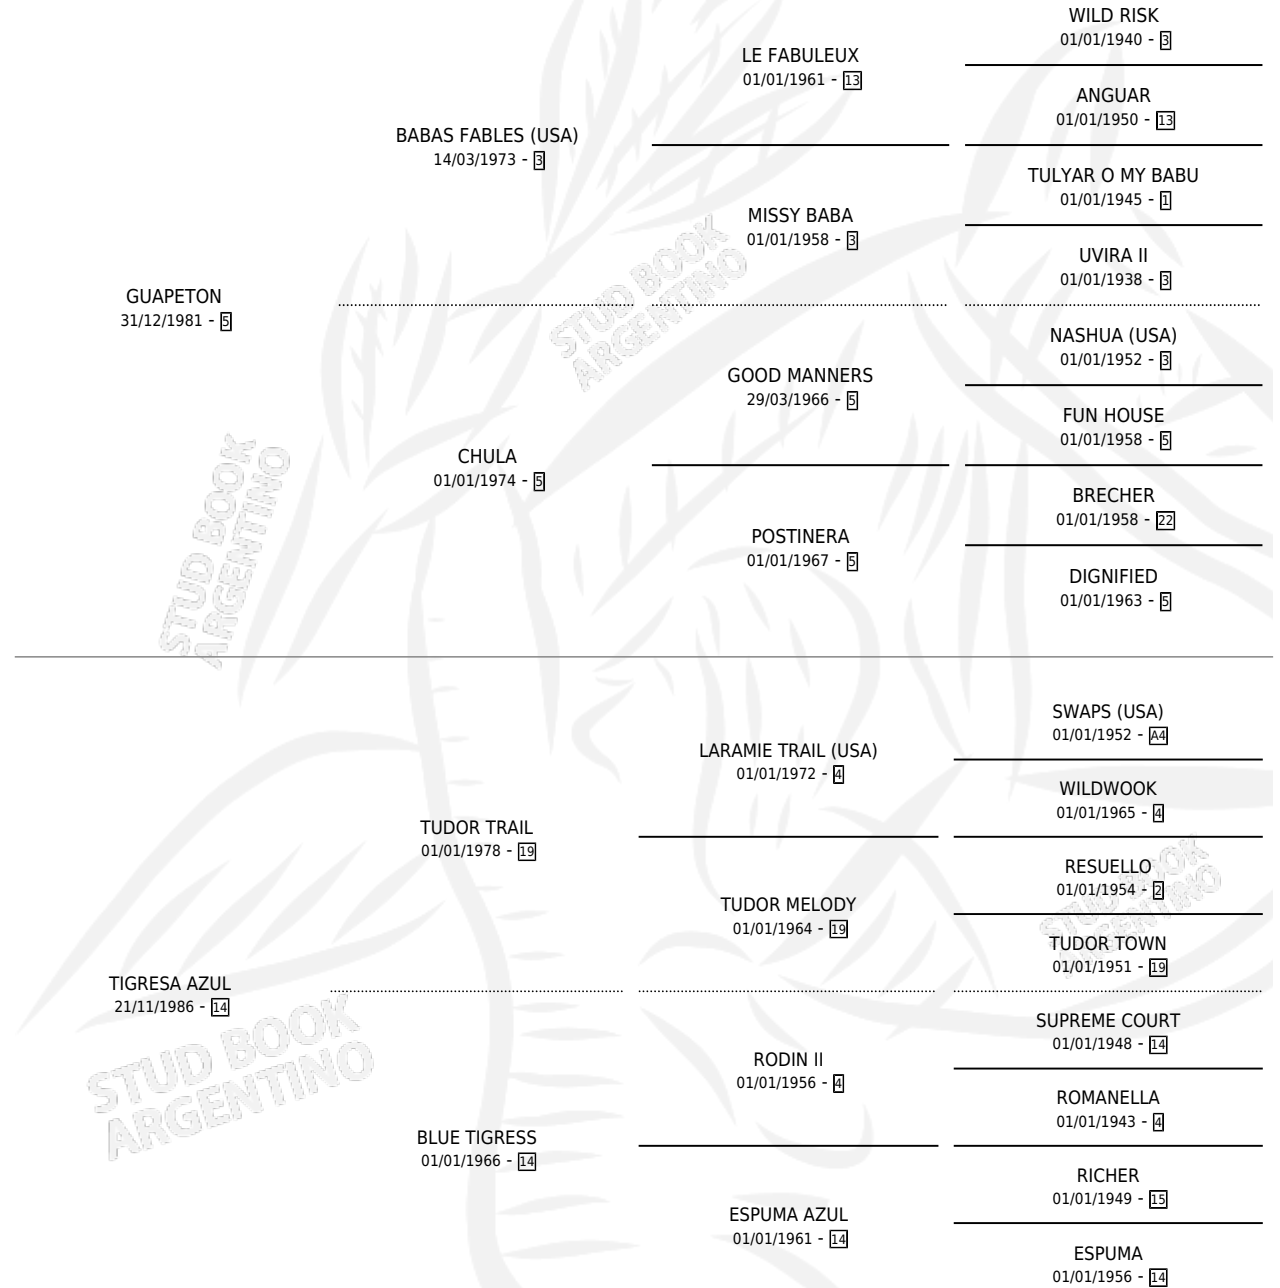 WILD RISK
01/01/1940 - 3
LE FABULEUX
01/01/1961 - 13
ANGUAR
01/01/1950 - 13
BABAS FABLES (USA)
14/03/1973 - 3
TULYAR O MY BABU
01/01/1945 - 1
MISSY BABA
01/01/1958 - 3
UVIRA II
01/01/1938 - 3
GUAPETON
31/12/1981 - 5
NASHUA (USA)
01/01/1952 - 3
GOOD MANNERS
29/03/1966 - 5
FUN HOUSE
01/01/1958 - 5
CHULA
01/01/1974 - 5
BRECHER
01/01/1958 - 22
POSTINERA
01/01/1967 - 5
DIGNIFIED
01/01/1963 - 5
SWAPS (USA)
01/01/1952 - A4
LARAMIE TRAIL (USA)
01/01/1972 - 4
WILDWOOK
01/01/1965 - 4
TUDOR TRAIL
01/01/1978 - 19
RESUELLO
01/01/1954 - 2
TUDOR MELODY
01/01/1964 - 19
TUDOR TOWN
01/01/1951 - 19
TIGRESA AZUL
21/11/1986 - 14
SUPREME COURT
01/01/1948 - 14
RODIN II
01/01/1956 - 4
ROMANELLA
01/01/1943 - 4
BLUE TIGRESS
01/01/1966 - 14
RICHER
01/01/1949 - 15
ESPUMA AZUL
01/01/1961 - 14
ESPUMA
01/01/1956 - 14
STUD BOOK
ARGENTINO
STUD BOOK
ARGENTINO
STUD BOOK
ARGENTINO
STUD BOOK
ARGENTINO